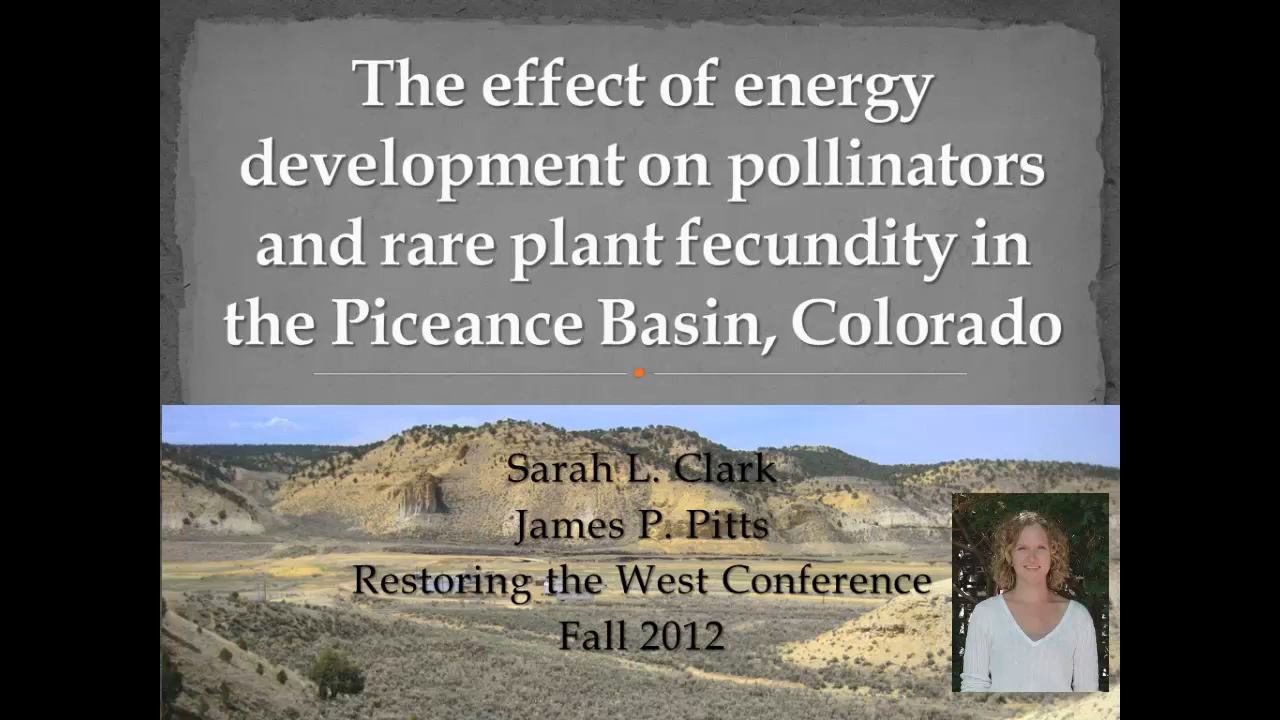 The effect of energy
development on pollinators
and rare plant fecundity in
the Piceance Basin, Colorado
Sarah L. Clark
James P. Pitts
Restoring the West Conference
Fall 2012